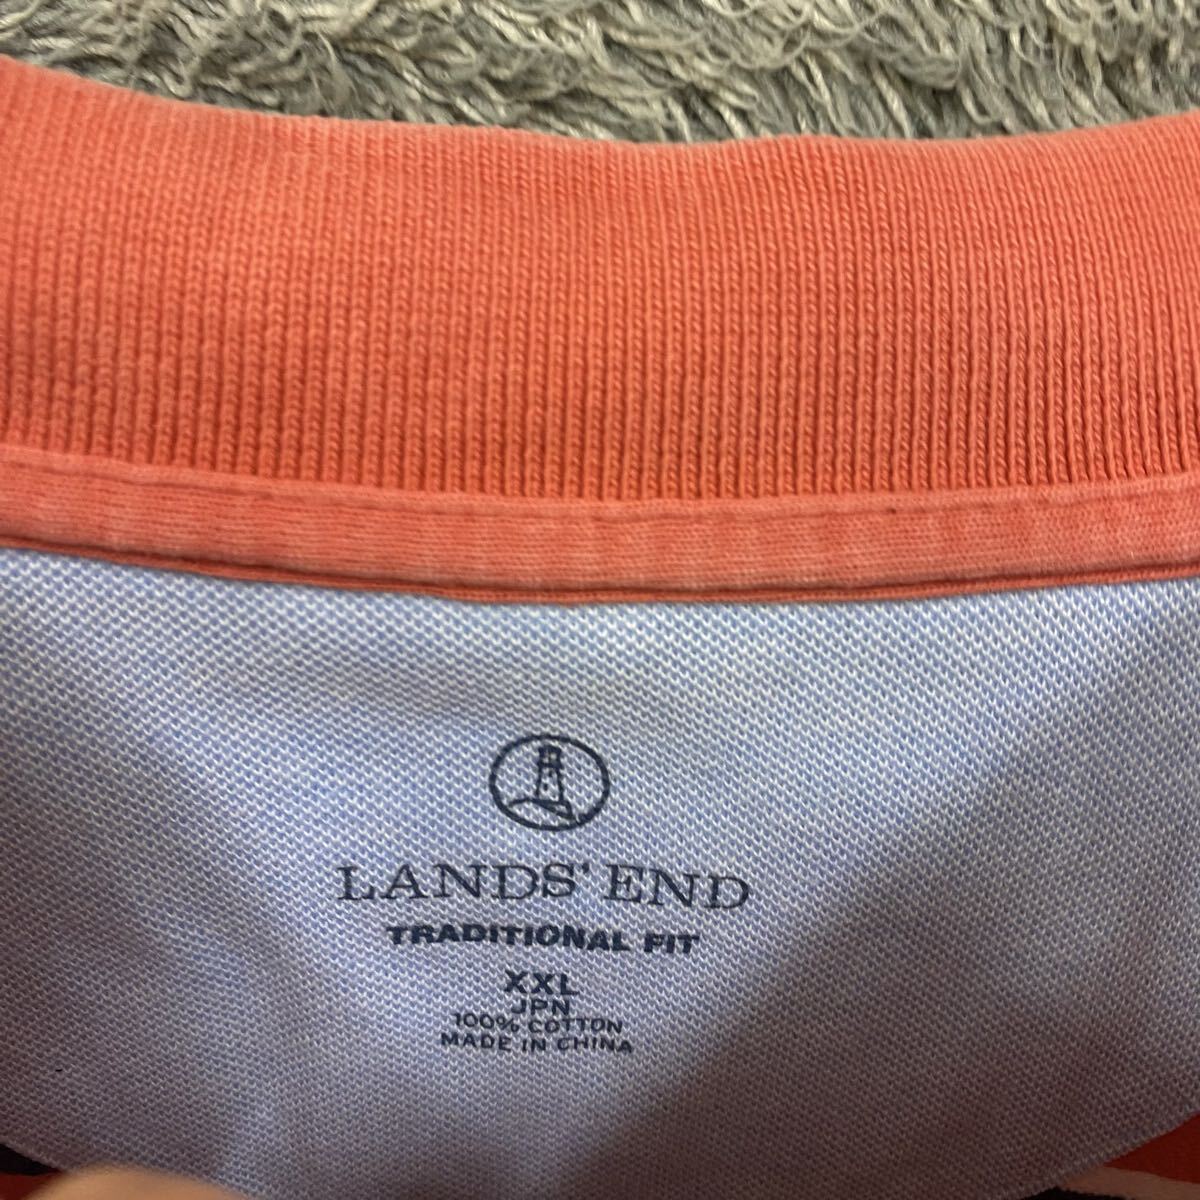 LANDS' END
TRADITIONAL FIT
XXL
JPN
100% COTTON
MADE IN CHINA